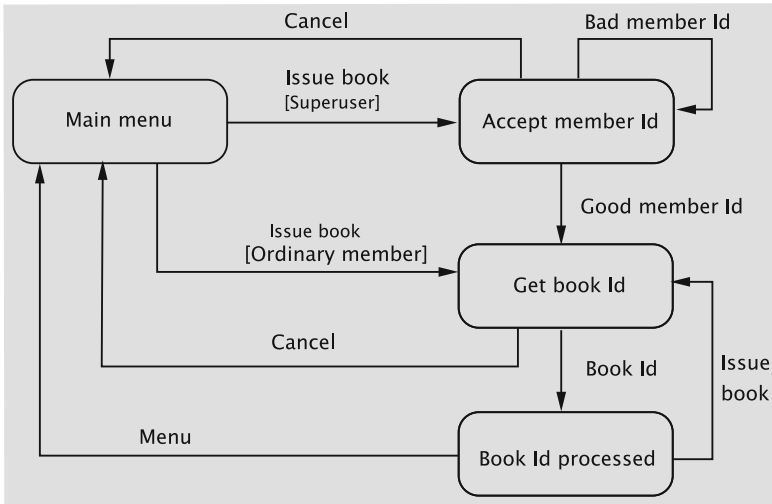 Cancel
Bad member Id
Issue book
[Superuser]
Main menu
Accept member Id
Good member Id
Issue book
[Ordinary member]
Get book Id
Cancel
Book Id
Issue
book
Menu
Book Id processed